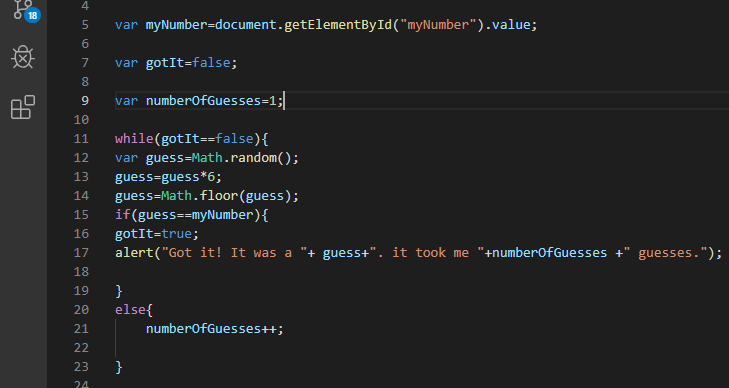 18
4
5 var myNumber=document.getElementById("myNumber").value;
6
7 var gotIt=false;
8
9 var numberOfGuesses=1;
10
11 while(gotIt==false){
12 var guess=Math.random();
13 guess=guess*6;
14 guess=Math.floor(guess);
15 if(guess==myNumber){
16 gotIt=true;
17 alert("Got it! It was a "+ guess+". it took me "+numberOfGuesses +" guesses.");
18
19 }
20 else{
21     numberOfGuesses++;
22
23 }
24